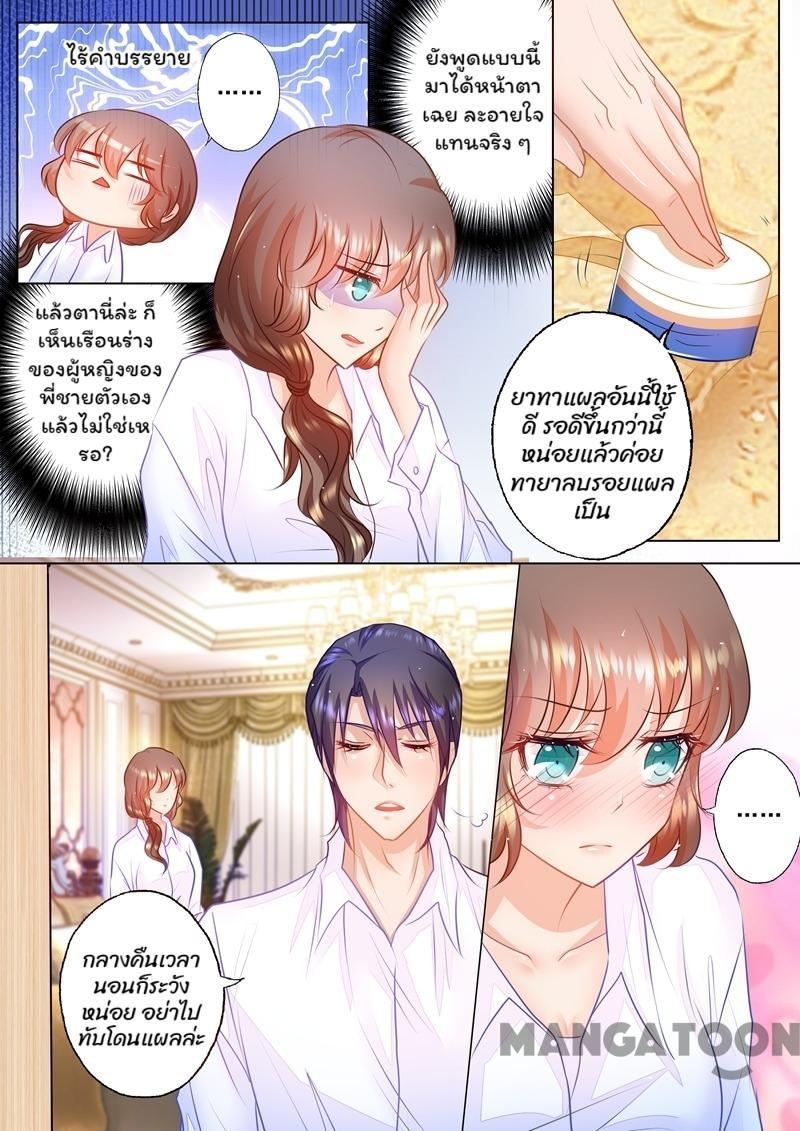 ไร้คำบรรยาย
......
ยังพูดแบบนี้
มาได้หน้าตา
เฉย ละอายใจ
แทนจริง ๆ
แล้วตานี่ล่ะ ก็
เห็นเรือนร่าง
ของผู้หญิงของ
พี่ชายตัวเอง
แล้วไม่ใช่เห
รอ?
ยาทาแผลอันนี้ใช้
ดี รอดีขึ้นกว่านี้
หน่อยแล้วค่อย
ทายาลบรอยแผล
เป็น
......
กลางคืนเวลา
นอนก็ระวัง
หน่อย อย่าไป
ทับโดนแผลล่ะ
MANGATOON